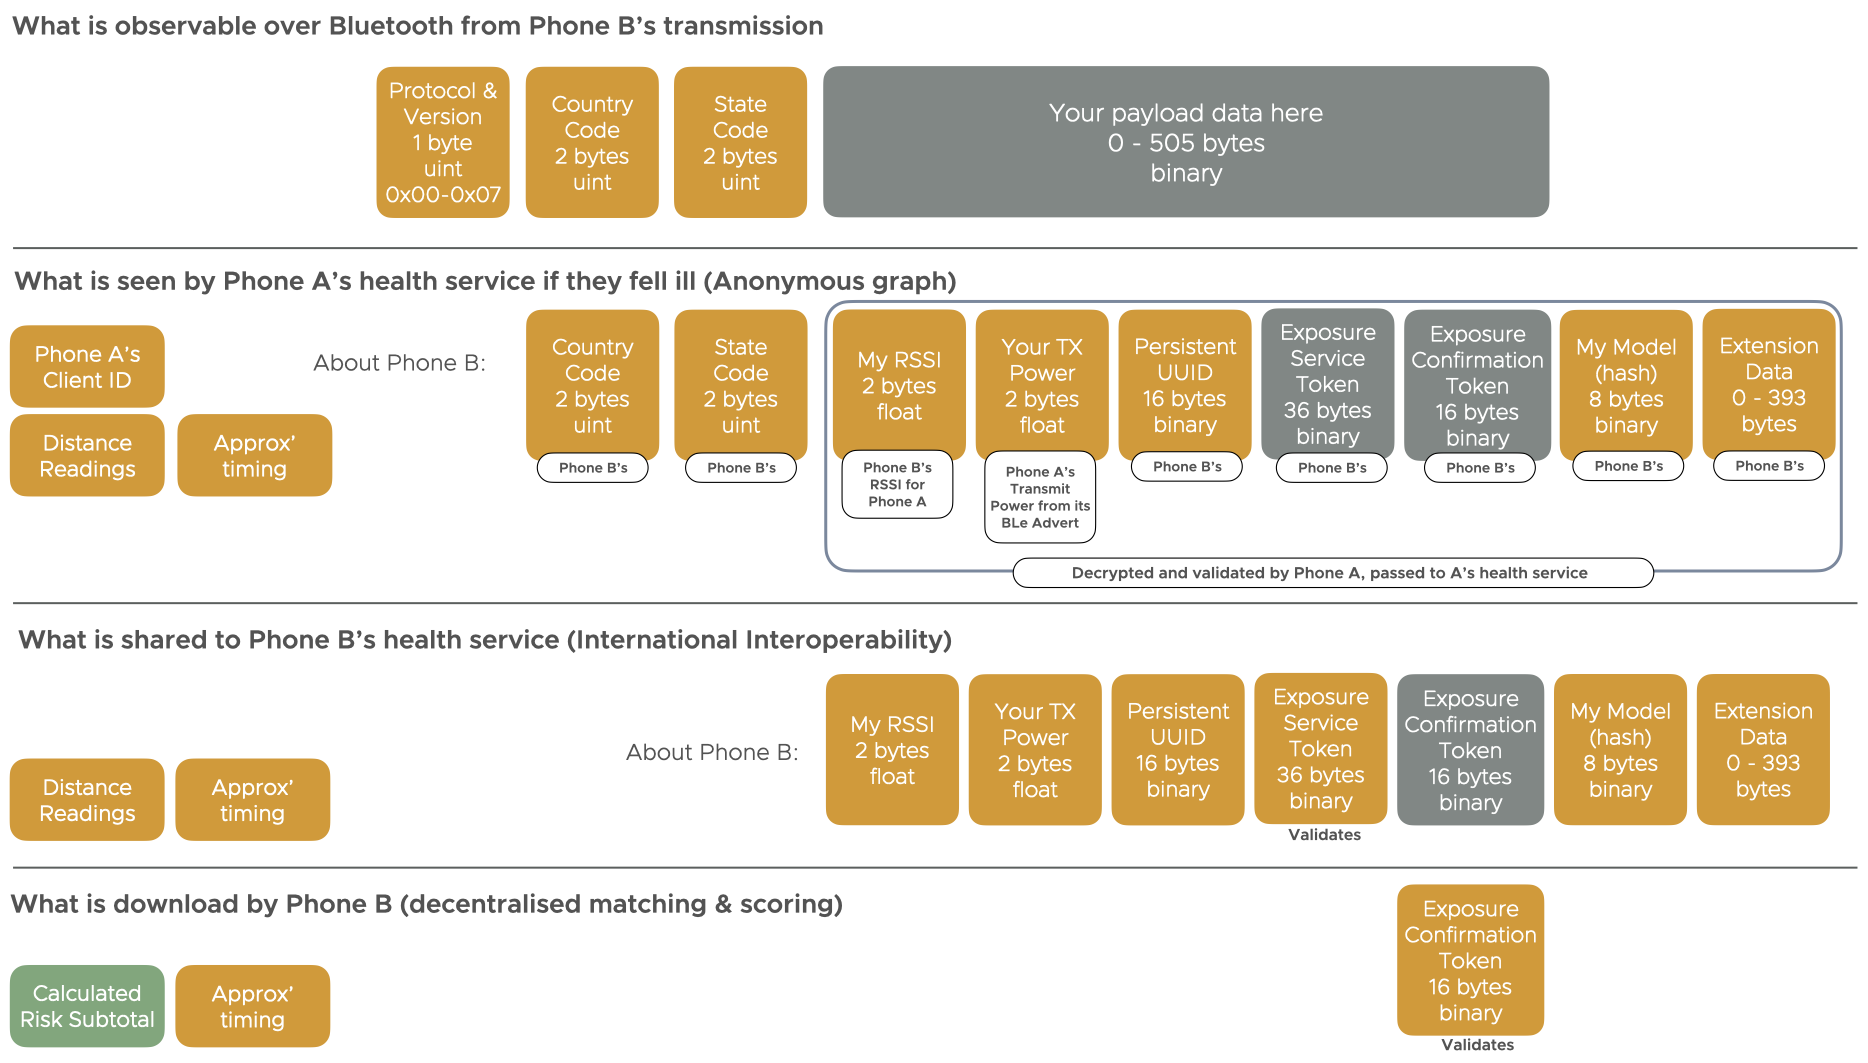 What is observable over Bluetooth from Phone B's transmission
Protocol &
Version
1 byte
uint
0x00-0x07
Country
Code
2 bytes
uint
State
Code
2 bytes
uint
Your payload data here
0 - 505 bytes
binary
What is seen by Phone A's health service if they fell ill (Anonymous graph)
Phone A's
Client ID
Distance
Readings
Approx'
timing
About Phone B:
Country
Code
2 bytes
uint
Phone B's
State
Code
2 bytes
uint
Phone B's
My RSSI
2 bytes
float
Phone B's
RSSI for
Phone A
Your TX
Power
2 bytes
float
Phone A's
Transmit
Power from its
BLe Advert
Persistent
UUID
16 bytes
binary
Phone B's
Exposure
Service
Token
36 bytes
binary
Phone B's
Exposure
Confirmation
Token
16 bytes
binary
Phone B's
My Model
(hash)
8 bytes
binary
Phone B's
Extension
Data
0 - 393
bytes
Phone B's
Decrypted and validated by Phone A, passed to A's health service
What is shared to Phone B's health service (International Interoperability)
Distance
Readings
Approx'
timing
About Phone B:
My RSSI
2 bytes
float
Your TX
Power
2 bytes
float
Persistent
UUID
16 bytes
binary
Exposure
Service
Token
36 bytes
binary
Validates
Exposure
Confirmation
Token
16 bytes
binary
My Model
(hash)
8 bytes
binary
Extension
Data
0 - 393
bytes
What is download by Phone B (decentralised matching & scoring)
Calculated
Risk Subtotal
Approx'
timing
Exposure
Confirmation
Token
16 bytes
binary
Validates